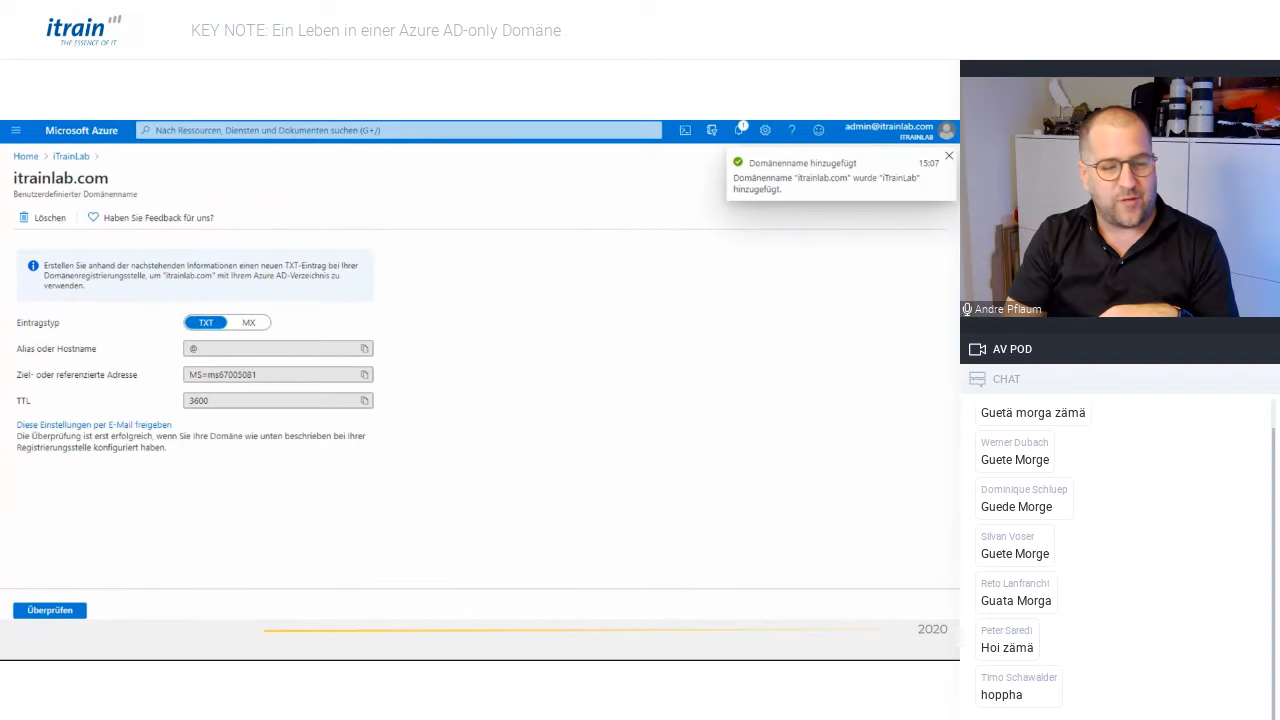 itrain
THE ESSENCE OF IT
KEY NOTE: Ein Leben in einer Azure AD-only Domäne
Microsoft Azure
Nach Ressourcen, Diensten und Dokumenten suchen (G+/)
1
admin@itrainlab.com
ITRAINLAB
Home > iTrainLab >
itrainlab.com
Benutzerdefinierter Domänenname
Löschen
Haben Sie Feedback für uns?
Domänenname hinzugefügt 15:07
Domänenname "itrainlab.com" wurde "iTrainLab"
hinzugefügt.
Erstellen Sie anhand der nachstehenden Informationen einen neuen TXT-Eintrag bei Ihrer
Domänenregistrierungsstelle, um "itrainlab.com" mit Ihrem Azure AD-Verzeichnis zu
verwenden.
Eintragstyp TXT MX
Alias oder Hostname @
Ziel- oder referenzierte Adresse MS=ms67005081
TTL 3600
Diese Einstellungen per E-Mail freigeben
Die Überprüfung ist erst erfolgreich, wenn Sie Ihre Domäne wie unten beschrieben bei Ihrer
Registrierungsstelle konfiguriert haben.
Überprüfen
2020
Andre Pflaum
AV POD
CHAT
Guetä morga zämä
Werner Dubach
Guete Morge
Dominique Schluep
Guede Morge
Silvan Voser
Guete Morge
Reto Lanfranchi
Guata Morga
Peter Saredi
Hoi zämä
Timo Schawalder
hoppha